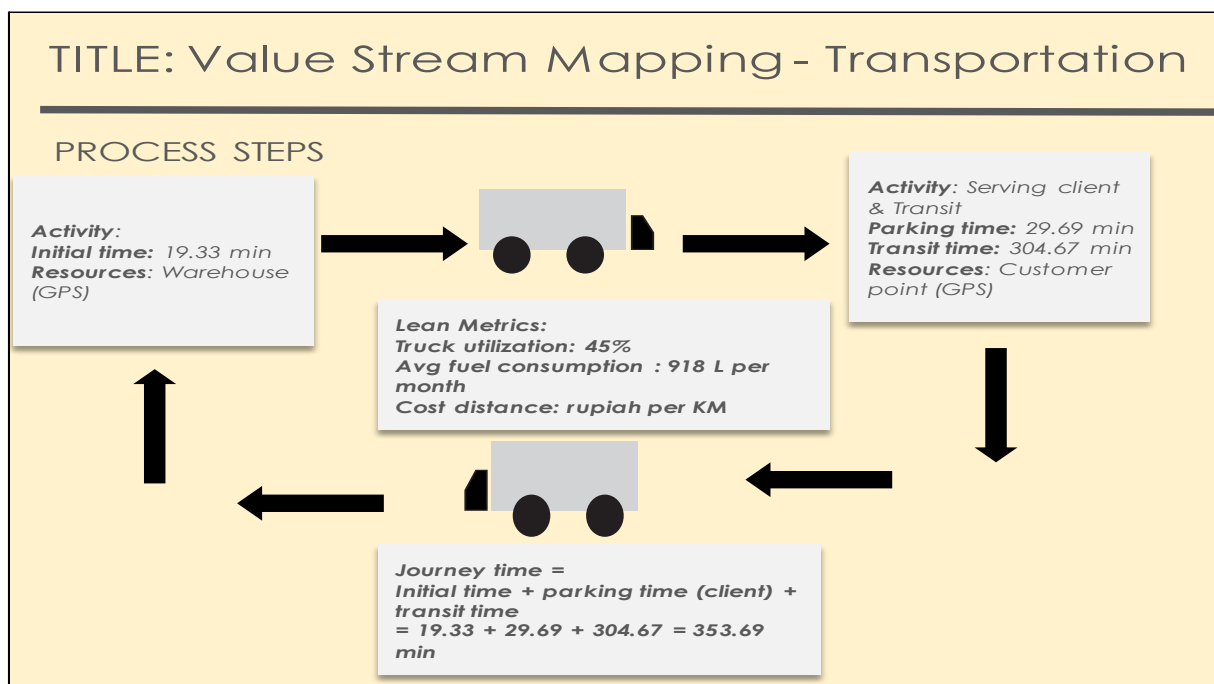 TITLE: Value Stream Mapping - Transportation
PROCESS STEPS
Activity:
Initial time: 19.33 min
Resources: Warehouse
(GPS)
Activity: Serving client
& Transit
Parking time: 29.69 min
Transit time: 304.67 min
Resources: Customer
point (GPS)
Lean Metrics:
Truck utilization: 45%
Avg fuel consumption : 918 L per
month
Cost distance: rupiah per KM
Journey time =
Initial time + parking time (client) +
transit time
= 19.33 + 29.69 + 304.67 = 353.69
min